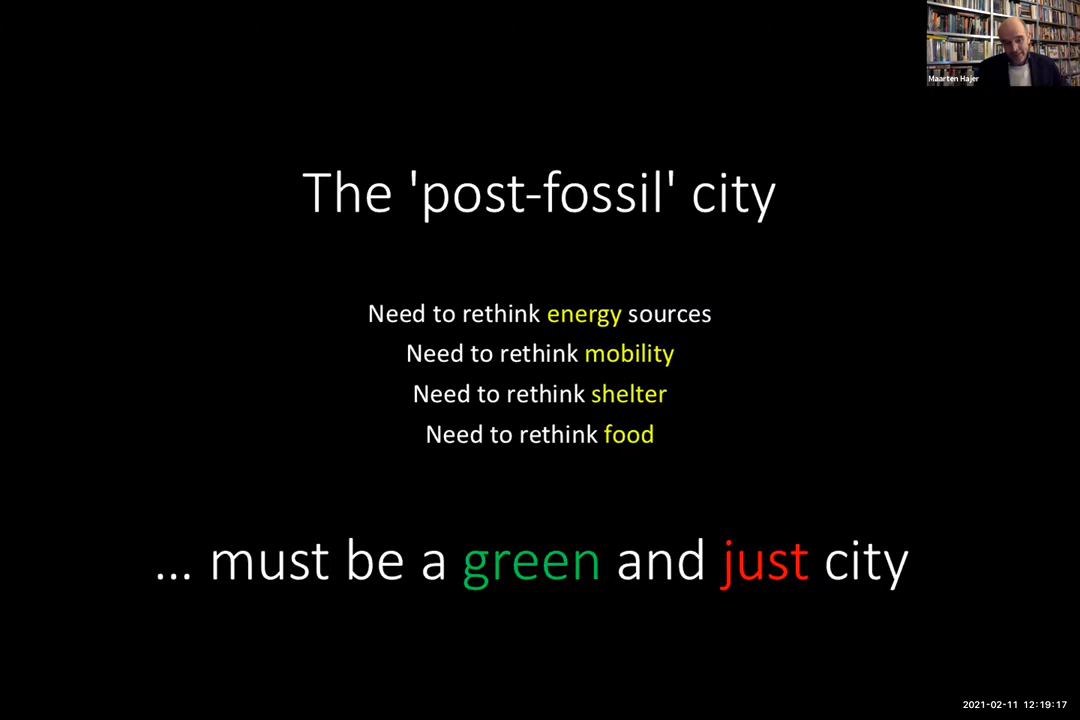 Maarten Hajer
The 'post-fossil' city
Need to rethink energy sources
Need to rethink mobility
Need to rethink shelter
Need to rethink food
... must be a green and just city
2021-02-11 12:19:17